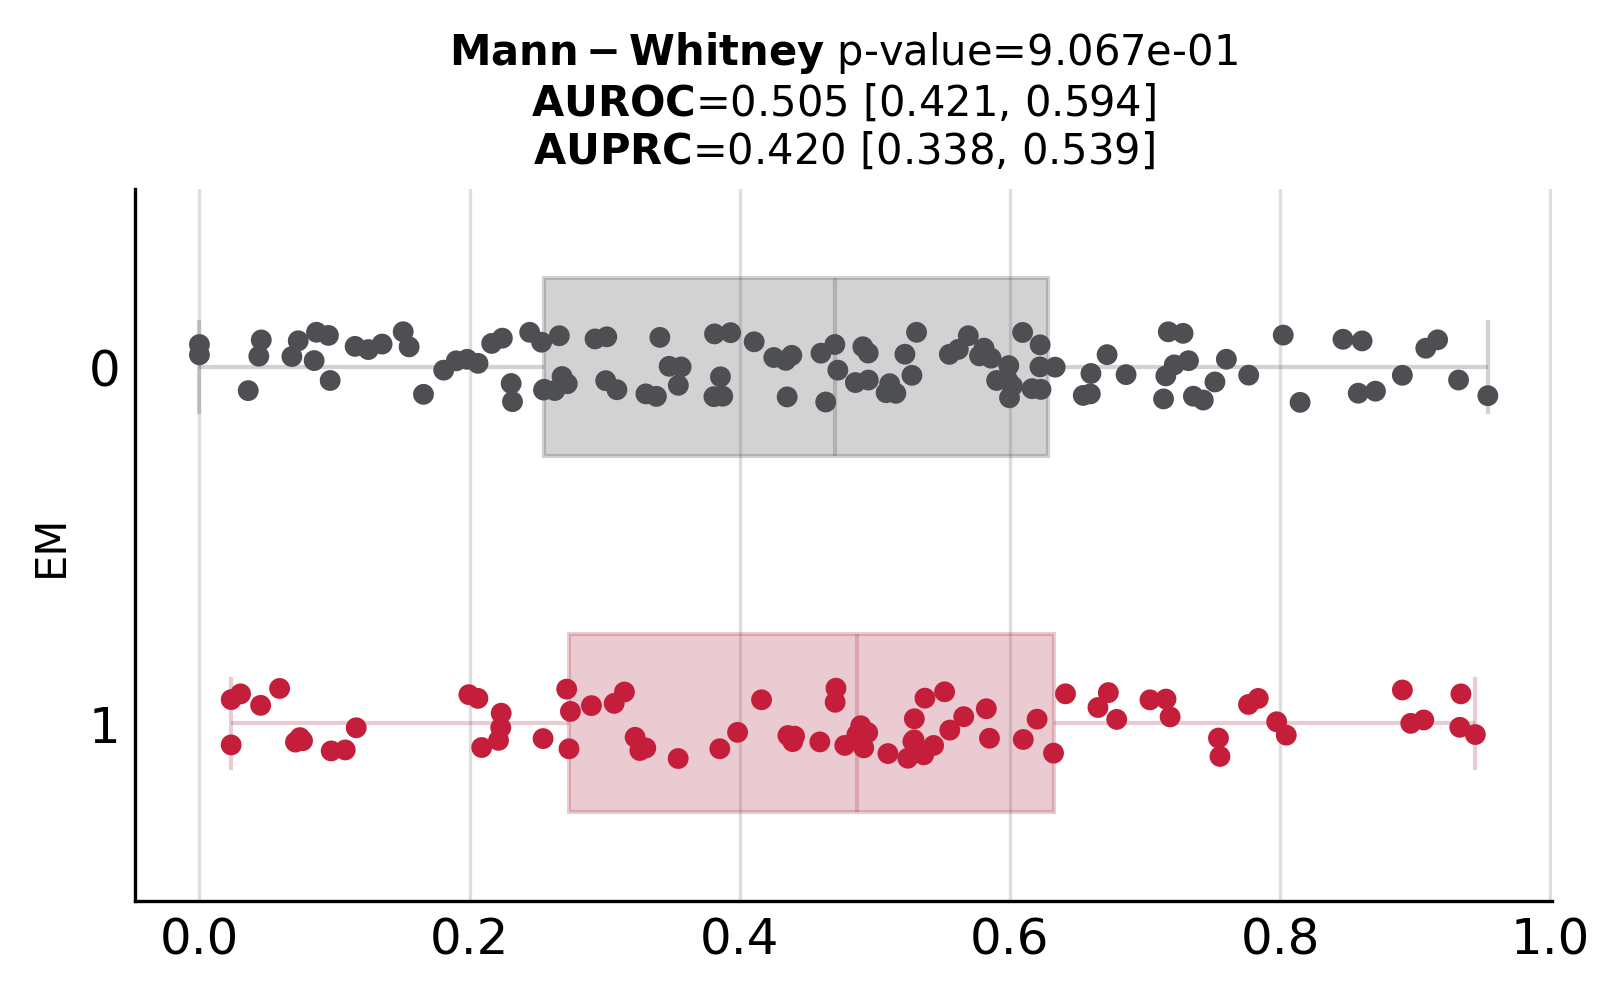 Mann − Whitney p-value=9.067e-01
AUROC=0.505 [0.421, 0.594]
AUPRC=0.420 [0.338, 0.539]
0
EM
1
0.0 0.2 0.4 0.6 0.8 1.0